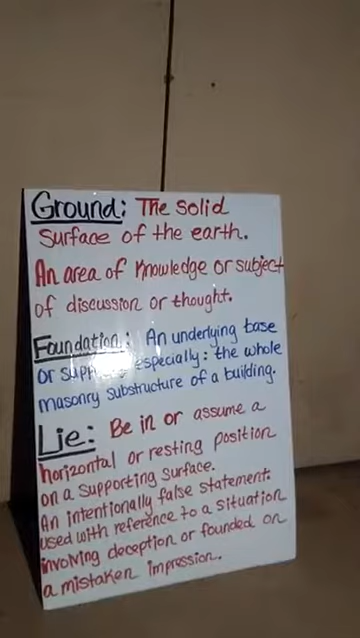 Ground: The solid
surface of the earth.
An area of Knowledge or subject
of discussion or thought.
Foundation: An underlying base
or especially: the whole
masonry substructure of a building.
Lie: Be in or assume a
horizontal or resting position
on a supporting surface.
An intentionally false statement.
used with reference to a situation
involving deception or founded on
a mistaken impression.